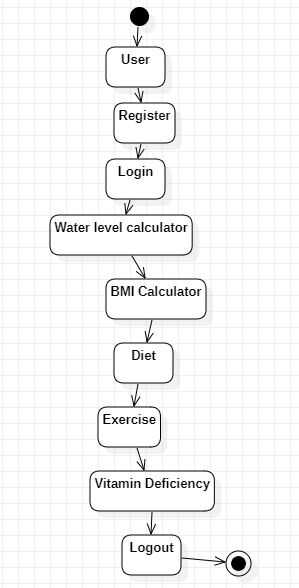 User
Register
Login
Water level calculator
BMI Calculator
Diet
Exercise
Vitamin Deficiency
Logout